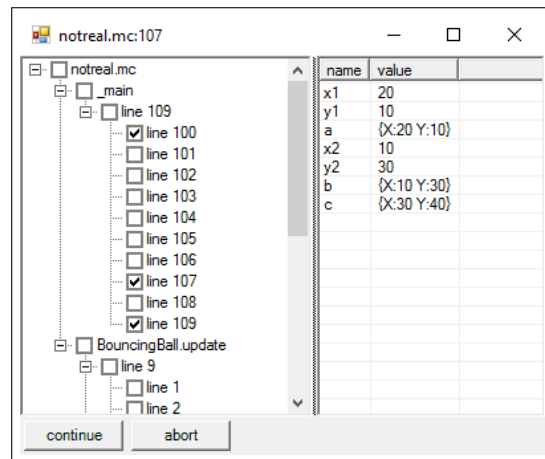 notreal.mc:107
notreal.mc
_main
line 109
line 100
line 101
line 102
line 103
line 104
line 105
line 106
line 107
line 108
line 109
BouncingBall.update
line 9
line 1
line 2
name value
x1 20
y1 10
a {X:20 Y:10}
x2 10
y2 30
b {X:10 Y:30}
c {X:30 Y:40}
continue abort